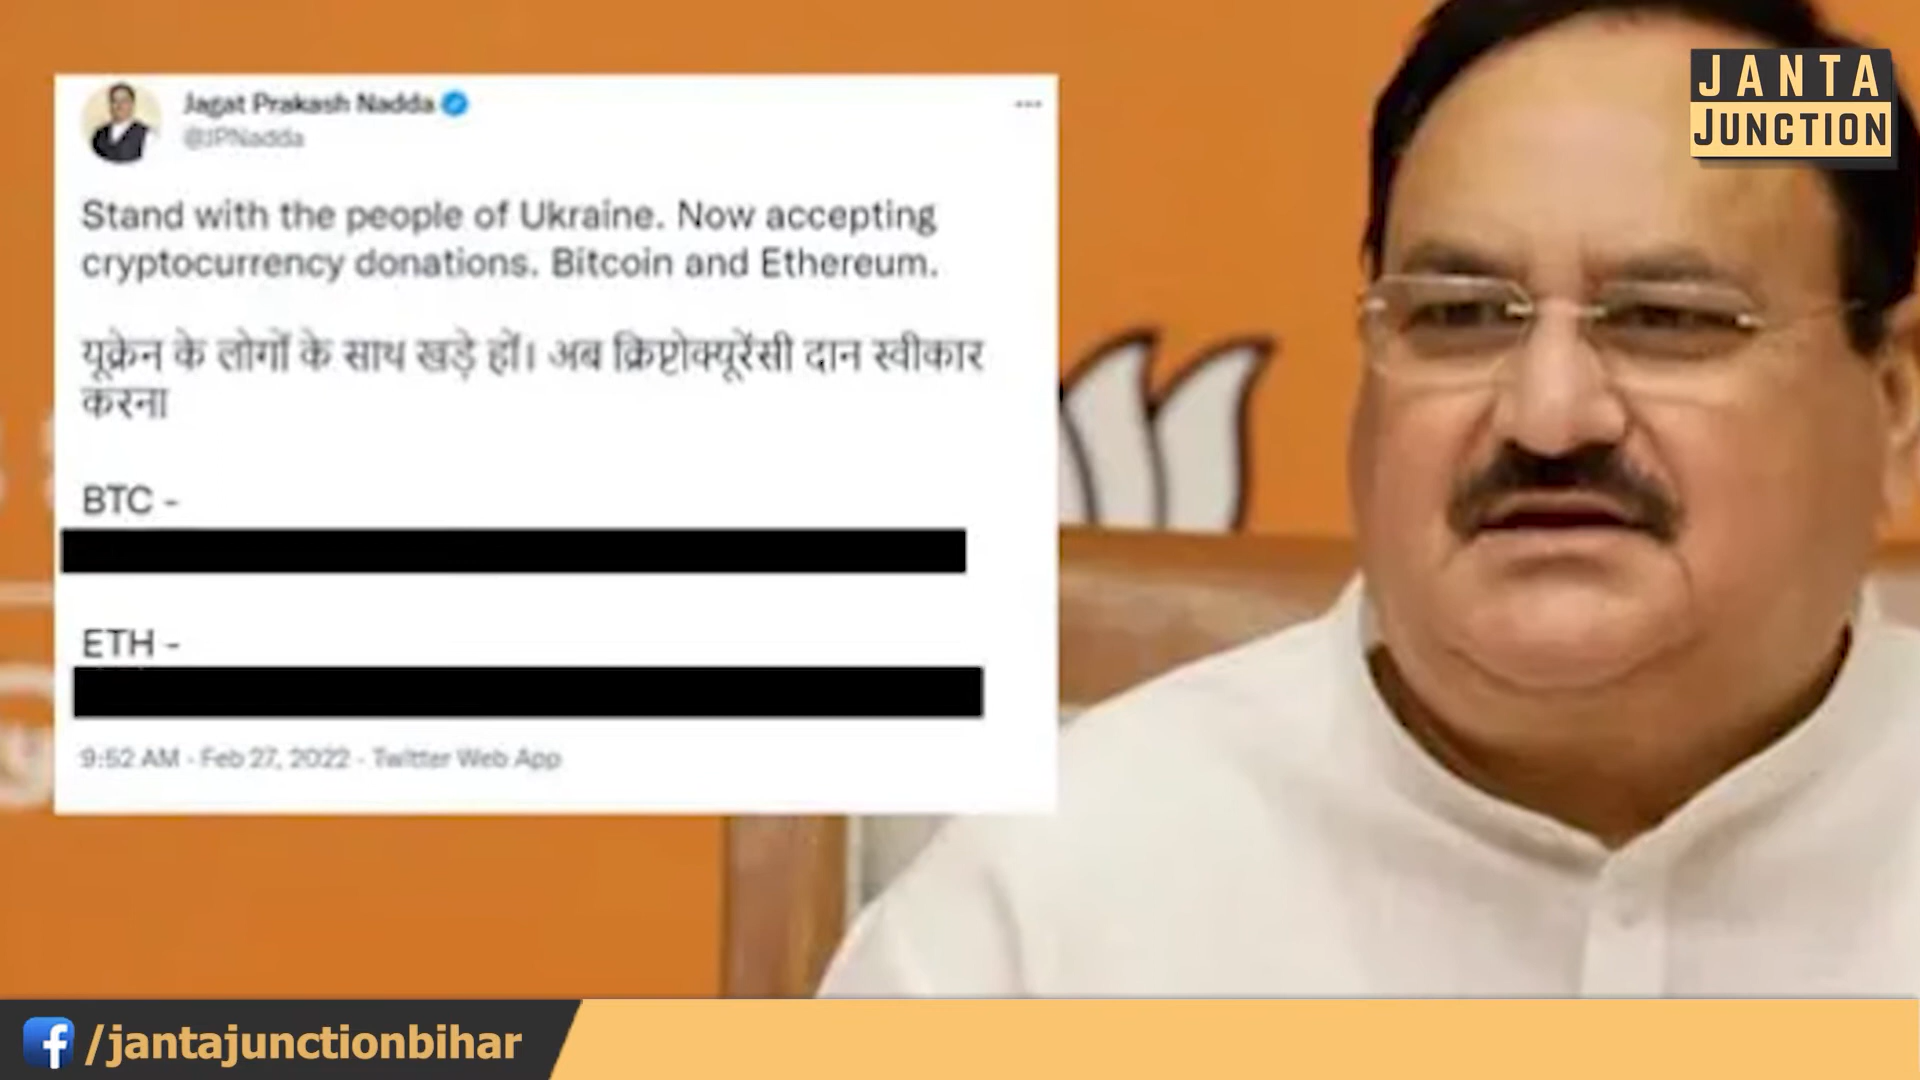 JANTA
JUNCTION
Jagat Prakash Nadda
@JPNadda
Stand with the people of Ukraine. Now accepting
cryptocurrency donations. Bitcoin and Ethereum.
यूक्रेन के लोगों के साथ खड़े हों। अब क्रिप्टोक्यूरेंसी दान स्वीकार
करना
BTC -
ETH -
9:52 AM - Feb 27, 2022 - Twitter Web App
/jantajunctionbihar